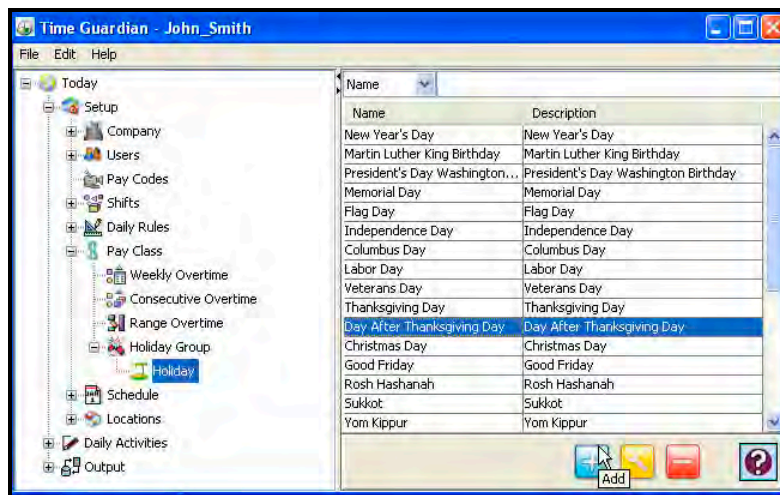 Time Guardian - John_Smith
File Edit Help
Today
Setup
Company
Users
Pay Codes
Shifts
Daily Rules
Pay Class
Weekly Overtime
Consecutive Overtime
Range Overtime
Holiday Group
Holiday
Schedule
Locations
Daily Activities
Output
Name
Name Description
New Year's Day New Year's Day
Martin Luther King Birthday Martin Luther King Birthday
President's Day Washington... President's Day Washington Birthday
Memorial Day Memorial Day
Flag Day Flag Day
Independence Day Independence Day
Columbus Day Columbus Day
Labor Day Labor Day
Veterans Day Veterans Day
Thanksgiving Day Thanksgiving Day
Day After Thanksgiving Day Day After Thanksgiving Day
Christmas Day Christmas Day
Good Friday Good Friday
Rosh Hashanah Rosh Hashanah
Sukkot Sukkot
Yom Kippur Yom Kippur
Add